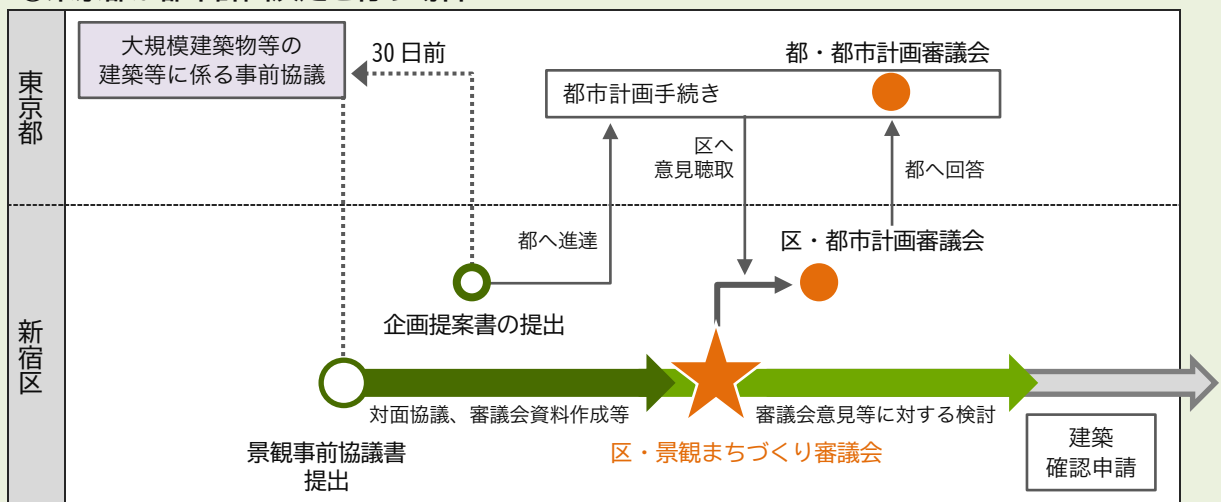 東京都
大規模建築物等の
建築等に係る事前協議
30日前
都・都市計画審議会
都市計画手続き
区へ
意見聴取
都へ回答
新宿区
都へ進達
区・都市計画審議会
企画提案書の提出
対面協議、審議会資料作成等
審議会意見等に対する検討
景観事前協議書
提出
区・景観まちづくり審議会
建築
確認申請